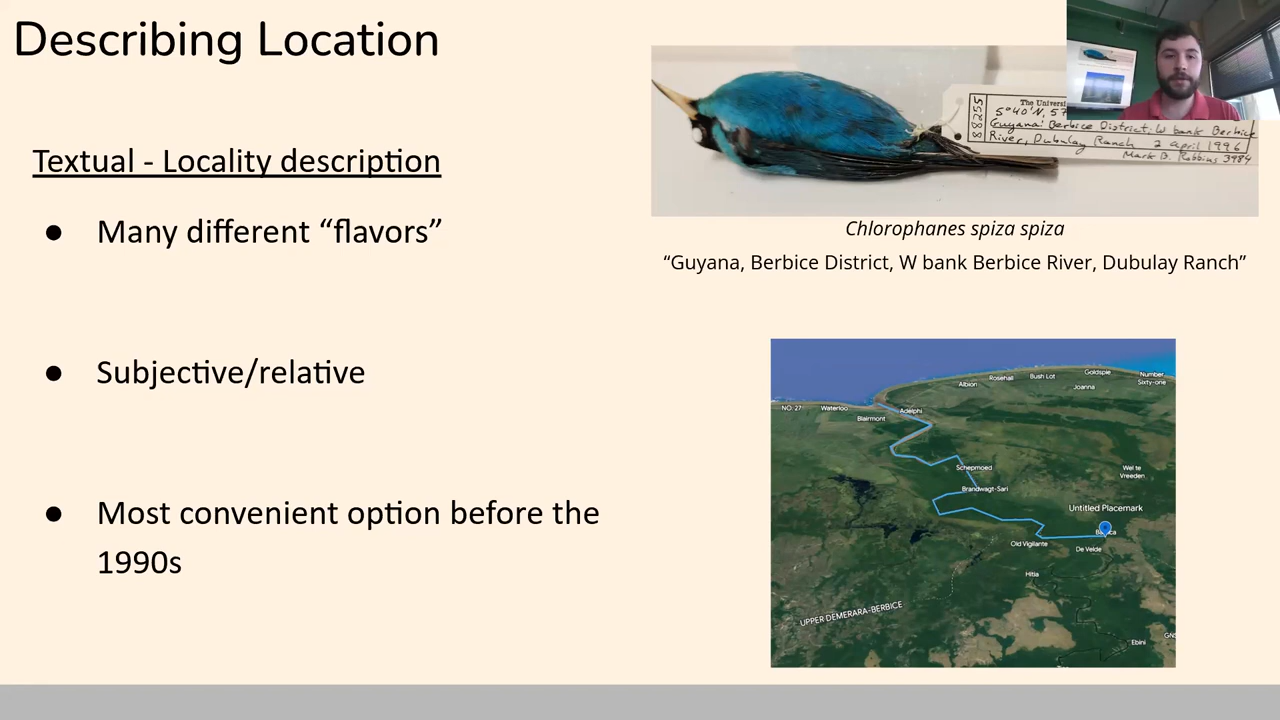 Describing Location
Textual - Locality description
● Many different “flavors”
● Subjective/relative
● Most convenient option before the
1990s
88255
The Universi
5°40'N, 57
Guyana: Berbice District; W bank Berbice
River, Dubulay Ranch 2 April 1996
Mark B. Robbins 3984
Chlorophanes spiza spiza
“Guyana, Berbice District, W bank Berbice River, Dubulay Ranch”
Albion
Rosehall
Bush Lot
Goldspie
Number
Sixty-one
Joanna
NO: 27
Waterloo
Adelphi
Blairmont
Schepmoed
Wel te
Vreeden
Brandwagt-Sari
Untitled Placemark
Old Vigilante
De Velde
Hitia
UPPER DEMERARA-BERBICE
Ebini
GNS